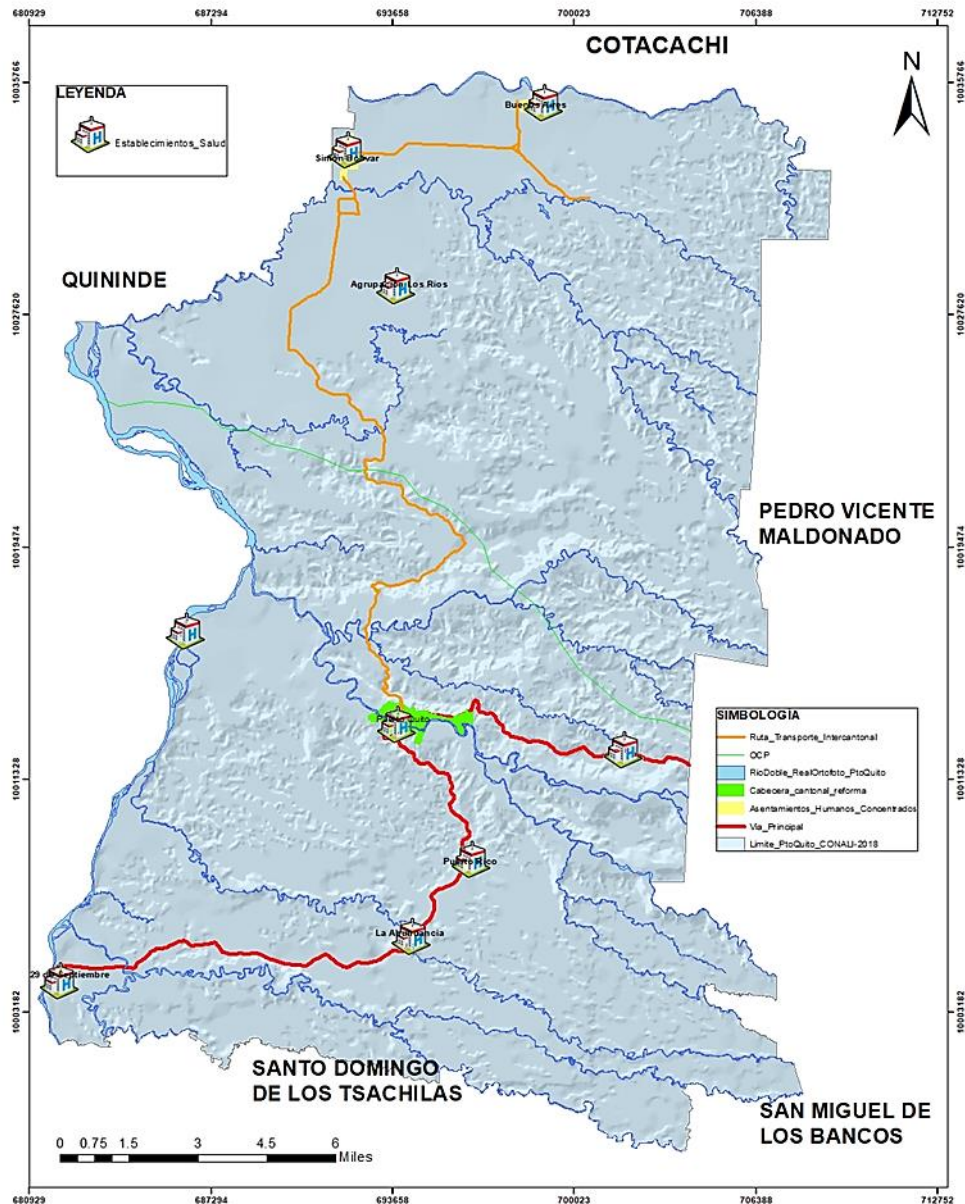 680929 687294 693658 700023 706388 712752
COTACACHI
N
10035766
10035766
LEYENDA
Establecimientos_Salud
Buenos Aires
Simón Bolívar
QUININDE
Agrupación Los Ríos
10027620
10027620
PEDRO VICENTE
MALDONADO
10019474
10019474
Puerto Quito
SIMBOLOGÍA
Ruta_Transporte_Intercantonal
OCP
RioDoble_RealOrtofoto_PtoQuito
Cabecera_cantonal_reforma
Asentamientos_Humanos_Concentrados
Via_Principal
Limite_PtoQuito_CONALI-2018
10011328
10011328
Puerto Rico
La Abundancia
29 de Septiembre
10003182
10003182
SANTO DOMINGO
DE LOS TSACHILAS
SAN MIGUEL DE
LOS BANCOS
0 0.75 1.5 3 4.5 6
Miles
680929 687294 693658 700023 706388 712752